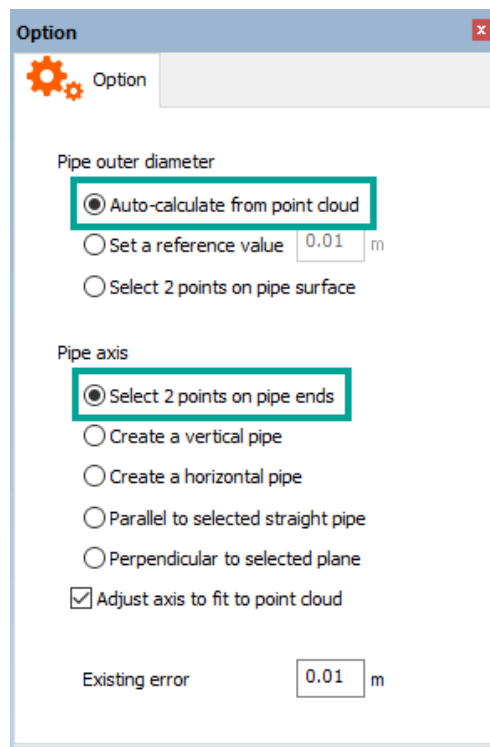 Option
x
Option
Pipe outer diameter
Auto-calculate from point cloud
Set a reference value 0.01 m
Select 2 points on pipe surface
Pipe axis
Select 2 points on pipe ends
Create a vertical pipe
Create a horizontal pipe
Parallel to selected straight pipe
Perpendicular to selected plane
Adjust axis to fit to point cloud
Existing error 0.01 m